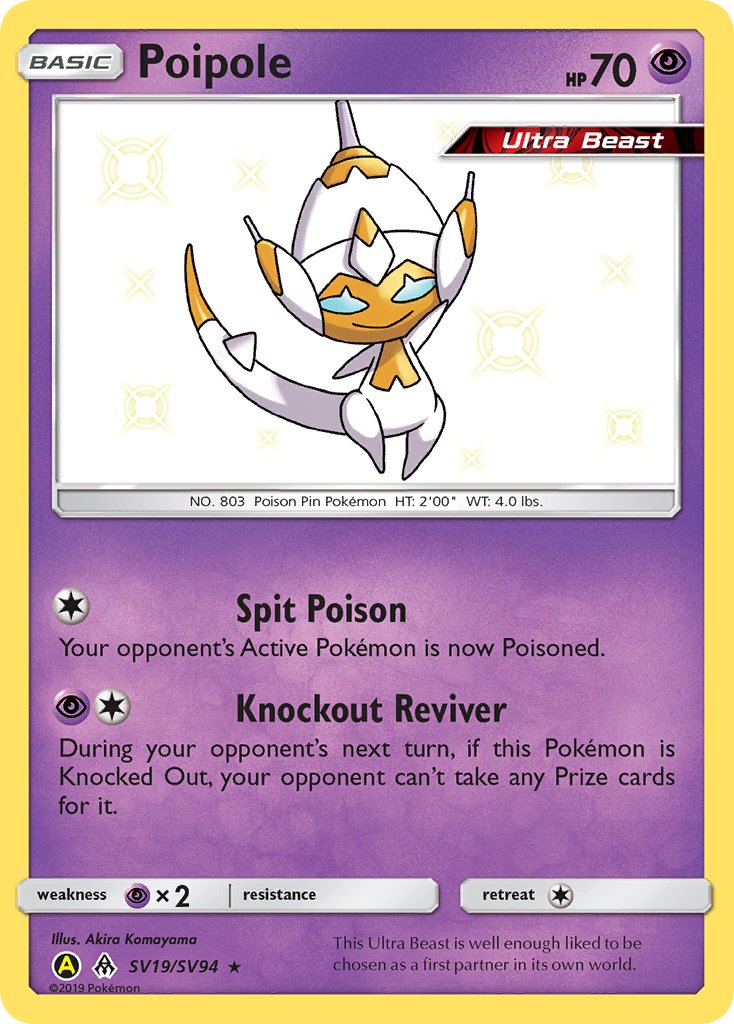 BASIC Poipole HP70
Ultra Beast
NO. 803 Poison Pin Pokémon HT: 2'00" WT: 4.0 lbs.
Spit Poison
Your opponent's Active Pokémon is now Poisoned.
Knockout Reviver
During your opponent's next turn, if this Pokémon is
Knocked Out, your opponent can't take any Prize cards
for it.
weakness ×2 resistance retreat
Illus. Akira Komayama
A SV19/SV94 ★
©2019 Pokémon
This Ultra Beast is well enough liked to be
chosen as a first partner in its own world.